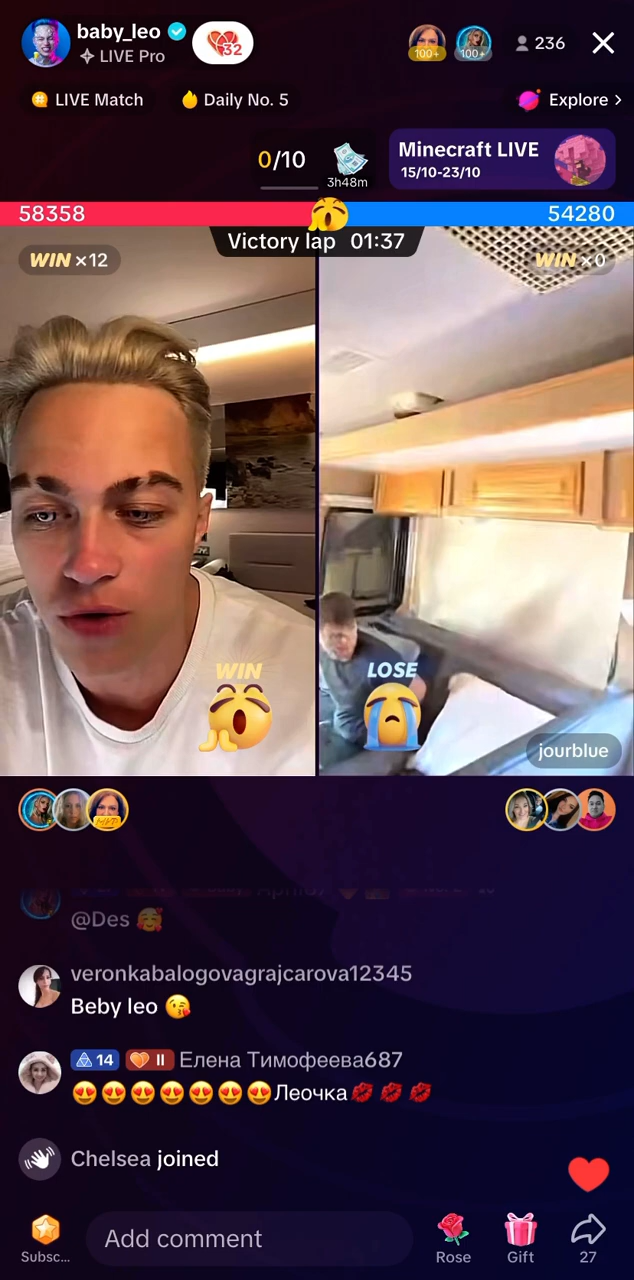 baby_leo
LIVE Pro
32
100+
100+
236
LIVE Match
Daily No. 5
Explore >
0/10
3h48m
Minecraft LIVE
15/10-23/10
58358
54280
Victory lap 01:37
WIN ×12
WIN ×0
WIN
LOSE
jourblue
MVP
@Des 🥰
veronkabalogovagrajcarova12345
Beby leo 😘
14 II Елена Тимофеева687
😍😍😍😍😍😍😍Леочка💋💋💋
Chelsea joined
Subsc...
Add comment
Rose
Gift
27